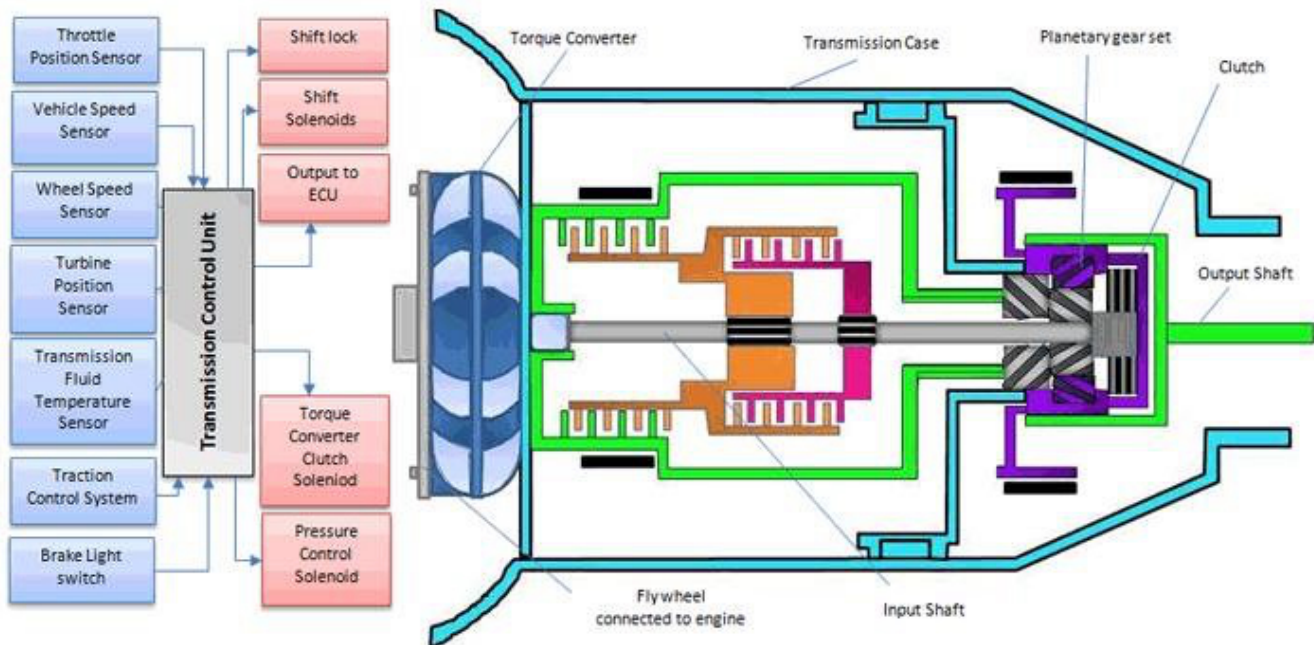 Throttle
Position Sensor
Vehicle Speed
Sensor
Wheel Speed
Sensor
Turbine
Position
Sensor
Transmission
Fluid
Temperature
Sensor
Traction
Control System
Brake Light
switch
Transmission Control Unit
Shift lock
Shift
Solenoids
Output to
ECU
Torque
Converter
Clutch
Soleniod
Pressure
Control
Solenoid
Torque Converter
Transmission Case
Planetary gear set
Clutch
Output Shaft
Input Shaft
Fly wheel
connected to engine